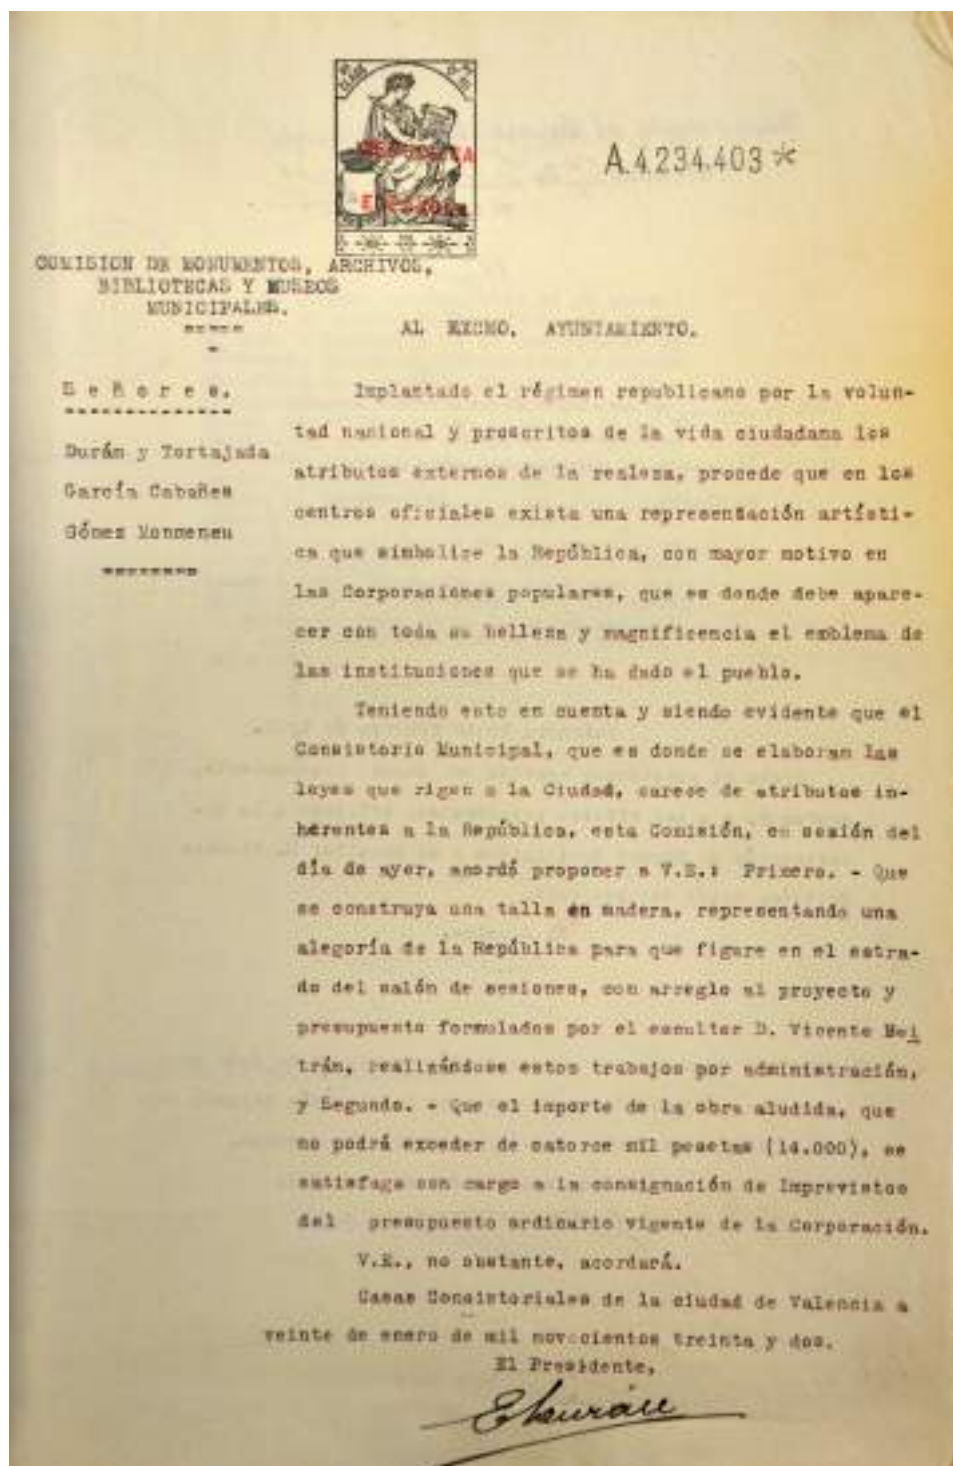 A.4.234.403*
COMISION DE MONUMENTOS, ARCHIVOS,
BIBLIOTECAS Y MUSEOS
MUNICIPALES.
AL EXCMO. AYUNTAMIENTO.
Señores.
Durán y Tortajada
García Cabañes
Gómez Monmeneu
Implantado el régimen republicano por la volun-
tad nacional y proscritos de la vida ciudadana los
atributos externos de la realeza, procede que en los
centros oficiales exista una representación artísti-
ca que simbolize la República, con mayor motivo en
las Corporaciones populares, que es donde debe apare-
cer con toda su belleza y magnificencia el emblema de
las instituciones que se ha dado el pueblo.
Teniendo esto en cuenta y siendo evidente que el
Consistorio Municipal, que es donde se elaboran las
leyes que rigen a la Ciudad, carece de atributos in-
herentes a la República, esta Comisión, en sesión del
día de ayer, acordó proponer a V.E.: Primero. - Que
se construya una talla en madera, representando una
alegoría de la República para que figure en el estra-
do del salón de sesiones, con arreglo al proyecto y
presupuesto formulados por el escultor D. Vicente Bel
trán, realizándose estos trabajos por administración,
y Segundo. - Que el importe de la obra aludida, que
no podrá exceder de catorce mil pesetas (14.000), se
satisfaga con cargo a la consignación de Imprevistos
del presupuesto ordinario vigente de la Corporación.
V.E., no obstante, acordará.
Casas Consistoriales de la ciudad de Valencia a
veinte de enero de mil novecientos treinta y dos.
El Presidente,